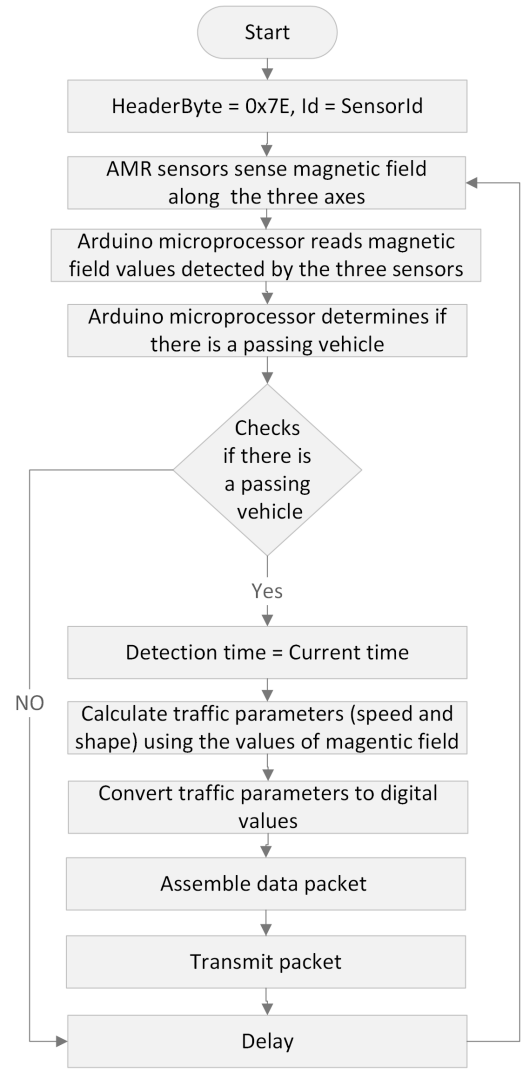 Start
HeaderByte = 0x7E, Id = SensorId
AMR sensors sense magnetic field
along the three axes
Arduino microprocessor reads magnetic
field values detected by the three sensors
Arduino microprocessor determines if
there is a passing vehicle
Checks
if there is
a passing
vehicle
Yes
Detection time = Current time
NO
Calculate traffic parameters (speed and
shape) using the values of magentic field
Convert traffic parameters to digital
values
Assemble data packet
Transmit packet
Delay